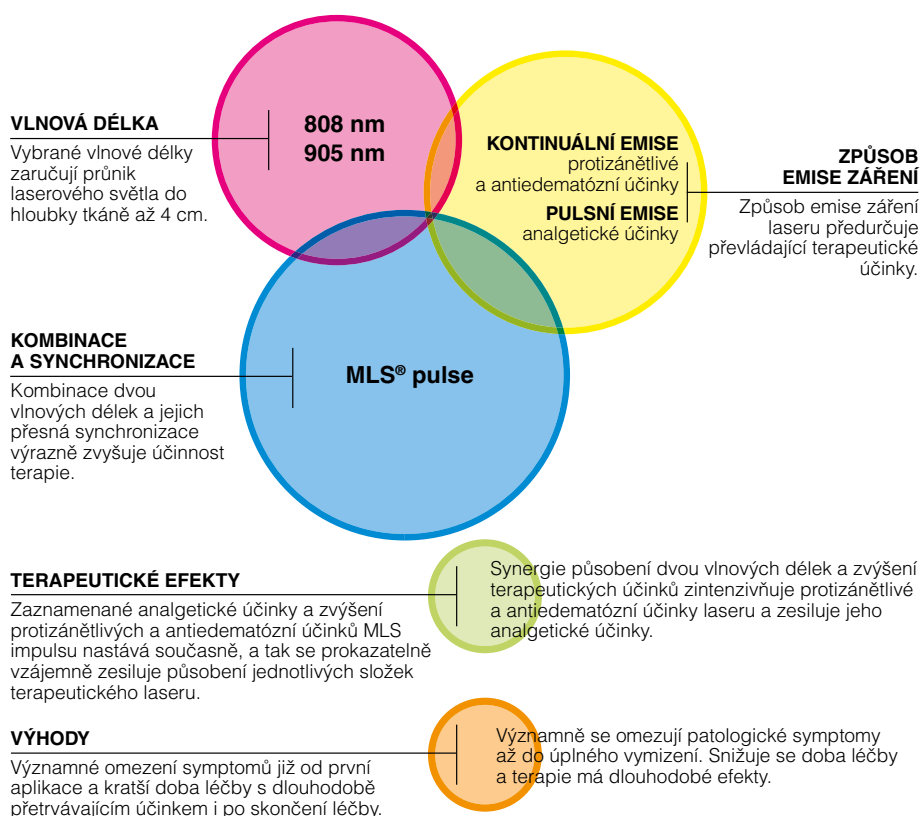 VLNOVÁ DÉLKA
Vybrané vlnové délky
zaručují průnik
laserového světla do
hloubky tkáně až 4 cm.
808 nm
905 nm
KONTINUÁLNÍ EMISE
protizánětlivé
a antiedematózní účinky
PULSNÍ EMISE
analgetické účinky
ZPŮSOB
EMISE ZÁŘENÍ
Způsob emise záření
laseru předurčuje
převládající terapeutické
účinky.
KOMBINACE
A SYNCHRONIZACE
Kombinace dvou
vlnových délek a jejich
přesná synchronizace
výrazně zvyšuje účinnost
terapie.
MLS® pulse
TERAPEUTICKÉ EFEKTY
Zaznamenané analgetické účinky a zvýšení
protizánětlivých a antiedematózní účinků MLS
impulsu nastává současně, a tak se prokazatelně
vzájemně zesiluje působení jednotlivých složek
terapeutického laseru.
Synergie působení dvou vlnových délek a zvýšení
terapeutických účinků zintenzivňuje protizánětlivé
a antiedematózní účinky laseru a zesiluje jeho
analgetické účinky.
VÝHODY
Významné omezení symptomů již od první
aplikace a kratší doba léčby s dlouhodobě
přetrvávajícím účinkem i po skončení léčby.
Významně se omezují patologické symptomy
až do úplného vymizení. Snižuje se doba léčby
a terapie má dlouhodobé efekty.